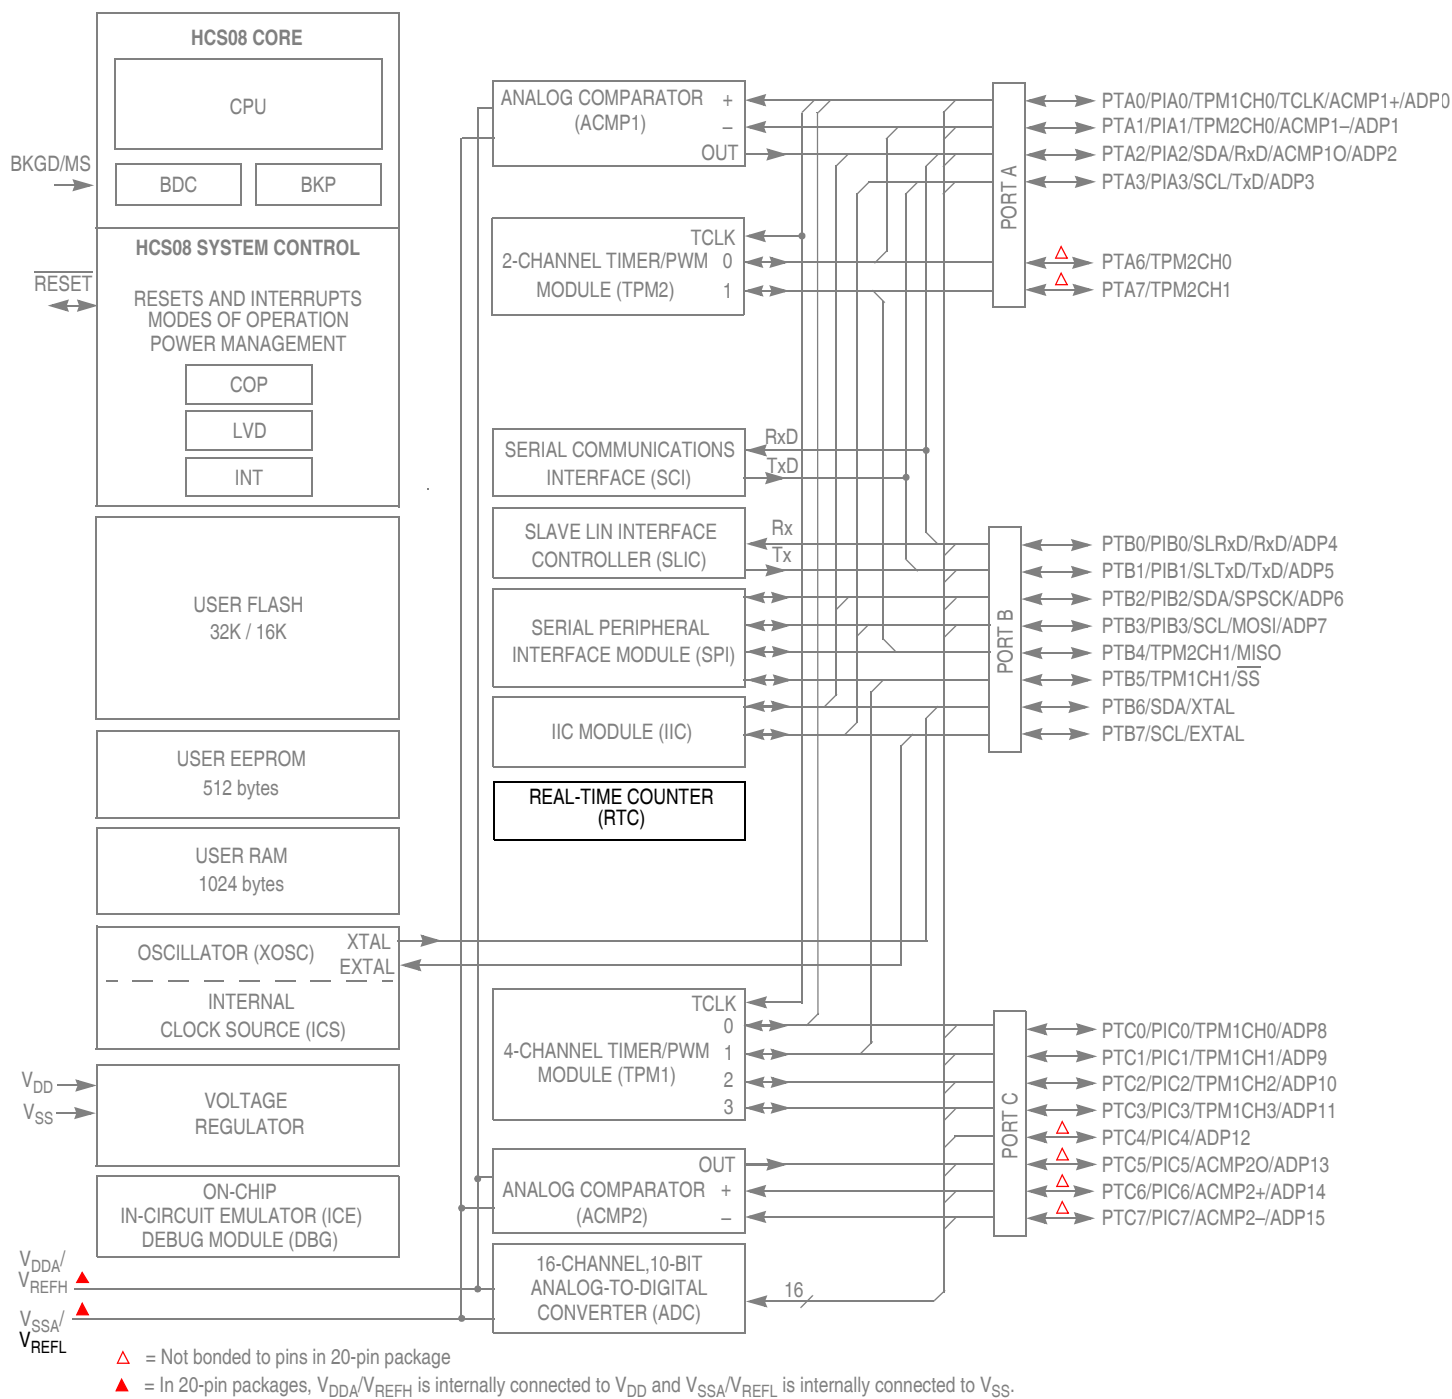 HCS08 CORE
CPU
BDC
BKP
BKGD/MS
HCS08 SYSTEM CONTROL
RESET
RESETS AND INTERRUPTS
MODES OF OPERATION
POWER MANAGEMENT
COP
LVD
INT
USER FLASH
32K / 16K
USER EEPROM
512 bytes
USER RAM
1024 bytes
OSCILLATOR (XOSC)
XTAL
EXTAL
INTERNAL
CLOCK SOURCE (ICS)
VDD
VSS
VOLTAGE
REGULATOR
ON-CHIP
IN-CIRCUIT EMULATOR (ICE)
DEBUG MODULE (DBG)
VDDA/
VREFH
VSSA/
VREFL
ANALOG COMPARATOR
(ACMP1)
+
–
OUT
TCLK
2-CHANNEL TIMER/PWM 0
MODULE (TPM2) 1
SERIAL COMMUNICATIONS
INTERFACE (SCI)
RxD
TxD
SLAVE LIN INTERFACE
CONTROLLER (SLIC)
Rx
Tx
SERIAL PERIPHERAL
INTERFACE MODULE (SPI)
IIC MODULE (IIC)
REAL-TIME COUNTER
(RTC)
TCLK
0
4-CHANNEL TIMER/PWM 1
MODULE (TPM1)
2
3
OUT
ANALOG COMPARATOR +
(ACMP2) –
16-CHANNEL,10-BIT
ANALOG-TO-DIGITAL
CONVERTER (ADC)
16
PORT A
PTA0/PIA0/TPM1CH0/TCLK/ACMP1+/ADP0
PTA1/PIA1/TPM2CH0/ACMP1–/ADP1
PTA2/PIA2/SDA/RxD/ACMP1O/ADP2
PTA3/PIA3/SCL/TxD/ADP3
PTA6/TPM2CH0
PTA7/TPM2CH1
PORT B
PTB0/PIB0/SLRxD/RxD/ADP4
PTB1/PIB1/SLTxD/TxD/ADP5
PTB2/PIB2/SDA/SPSCK/ADP6
PTB3/PIB3/SCL/MOSI/ADP7
PTB4/TPM2CH1/MISO
PTB5/TPM1CH1/SS
PTB6/SDA/XTAL
PTB7/SCL/EXTAL
PORT C
PTC0/PIC0/TPM1CH0/ADP8
PTC1/PIC1/TPM1CH1/ADP9
PTC2/PIC2/TPM1CH2/ADP10
PTC3/PIC3/TPM1CH3/ADP11
PTC4/PIC4/ADP12
PTC5/PIC5/ACMP2O/ADP13
PTC6/PIC6/ACMP2+/ADP14
PTC7/PIC7/ACMP2–/ADP15
△ = Not bonded to pins in 20-pin package
▲ = In 20-pin packages, VDDA/VREFH is internally connected to VDD and VSSA/VREFL is internally connected to VSS.